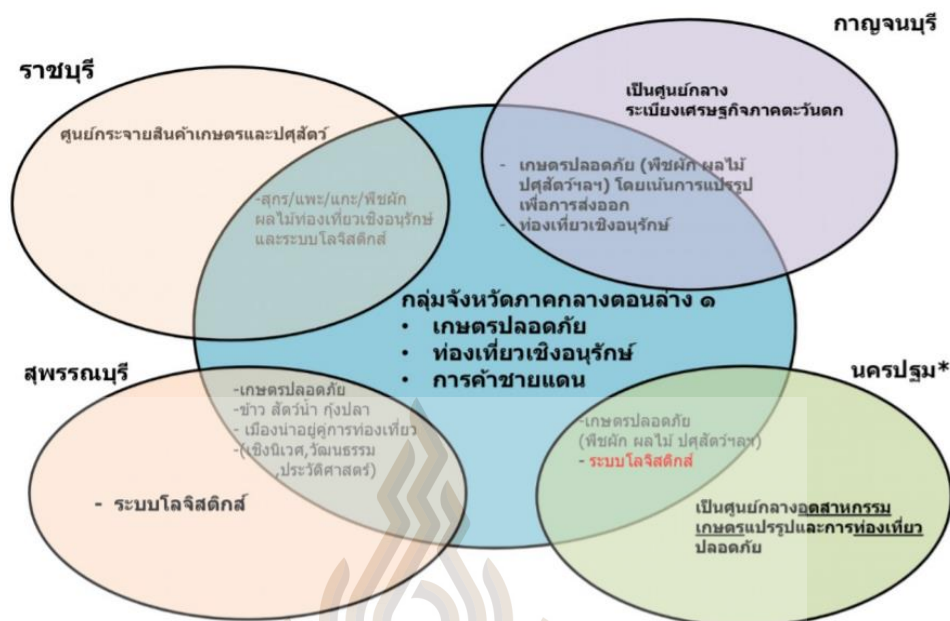 กาญจนบุรี
ราชบุรี
เป็นศูนย์กลาง
ระเบียงเศรษฐกิจภาคตะวันตก
ศูนย์กระจายสินค้าเกษตรและปศุสัตว์
- เกษตรปลอดภัย (พืชผัก ผลไม้
ปศุสัตว์ฯลฯ) โดยเน้นการแปรรูป
เพื่อการส่งออก
- ท่องเที่ยวเชิงอนุรักษ์
-สุกร/แพะ/แกะ/พืชผัก
ผลไม้ท่องเที่ยวเชิงอนุรักษ์
และระบบโลจิสติกส์
กลุ่มจังหวัดภาคกลางตอนล่าง ๑
• เกษตรปลอดภัย
• ท่องเที่ยวเชิงอนุรักษ์
• การค้าชายแดน
สุพรรณบุรี
-เกษตรปลอดภัย
-ข้าว สัตว์น้ำ กุ้งปลา
- เมืองน่าอยู่คู่การท่องเที่ยว
-(เชิงนิเวศ,วัฒนธรรม
,ประวัติศาสตร์)
- ระบบโลจิสติกส์
นครปฐม*
-เกษตรปลอดภัย
(พืชผัก ผลไม้ ปศุสัตว์ฯลฯ)
- ระบบโลจิสติกส์
เป็นศูนย์กลางอุตสาหกรรม
เกษตรแปรรูปและการท่องเที่ยว
ปลอดภัย